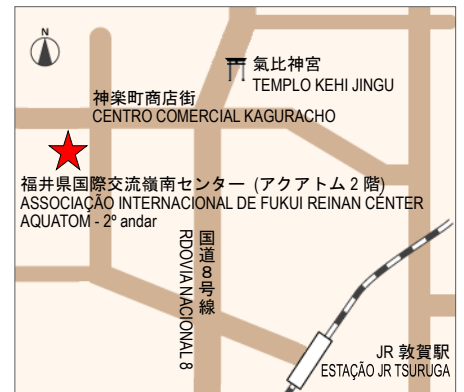 N
氣比神宮
TEMPLO KEHI JINGU
神楽町商店街
CENTRO COMERCIAL KAGURACHO
福井県国際交流嶺南センター (アクアトム2階)
ASSOCIAÇÃO INTERNACIONAL DE FUKUI REINAN CENTER
AQUATOM - 2º andar
国道8号線
RDOVIA NACIONAL 8
JR 敦賀駅
ESTAÇÃO JR TSURUGA